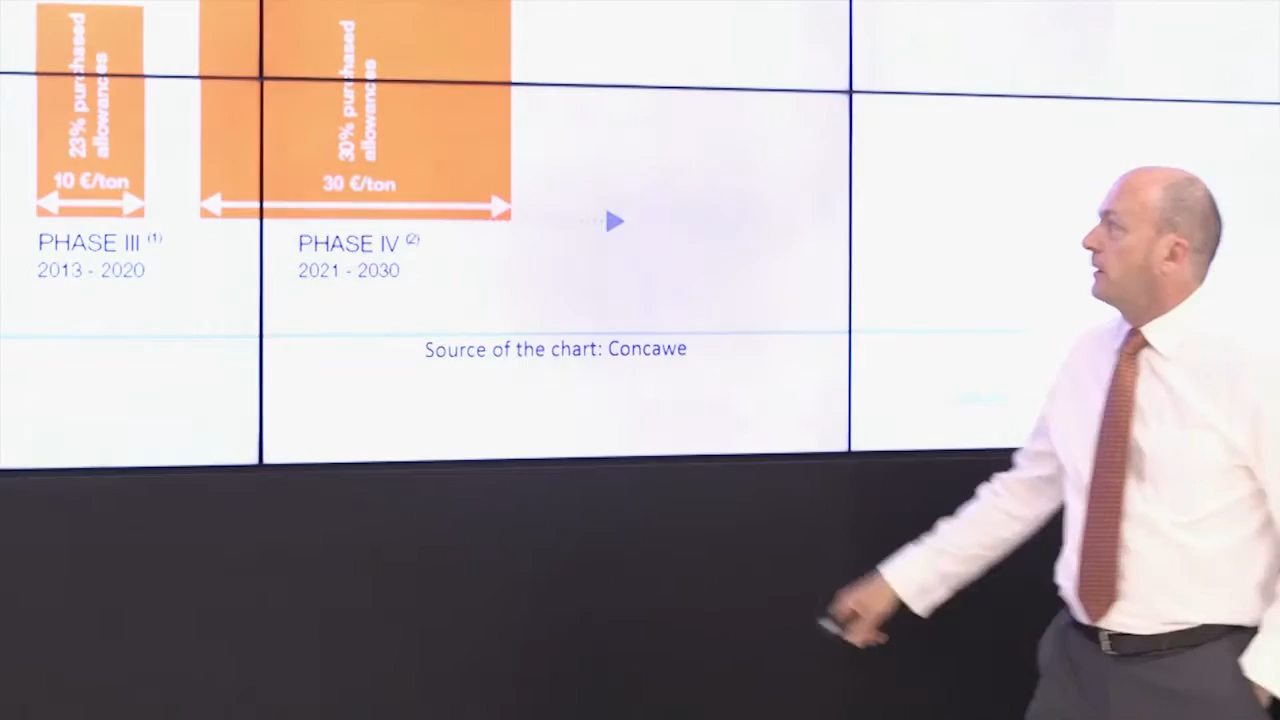 23% purchased
allowances
10 €/ton
PHASE III (1)
2013 - 2020
30% purchased
allowances
30 €/ton
PHASE IV (2)
2021 - 2030
Source of the chart: Concawe